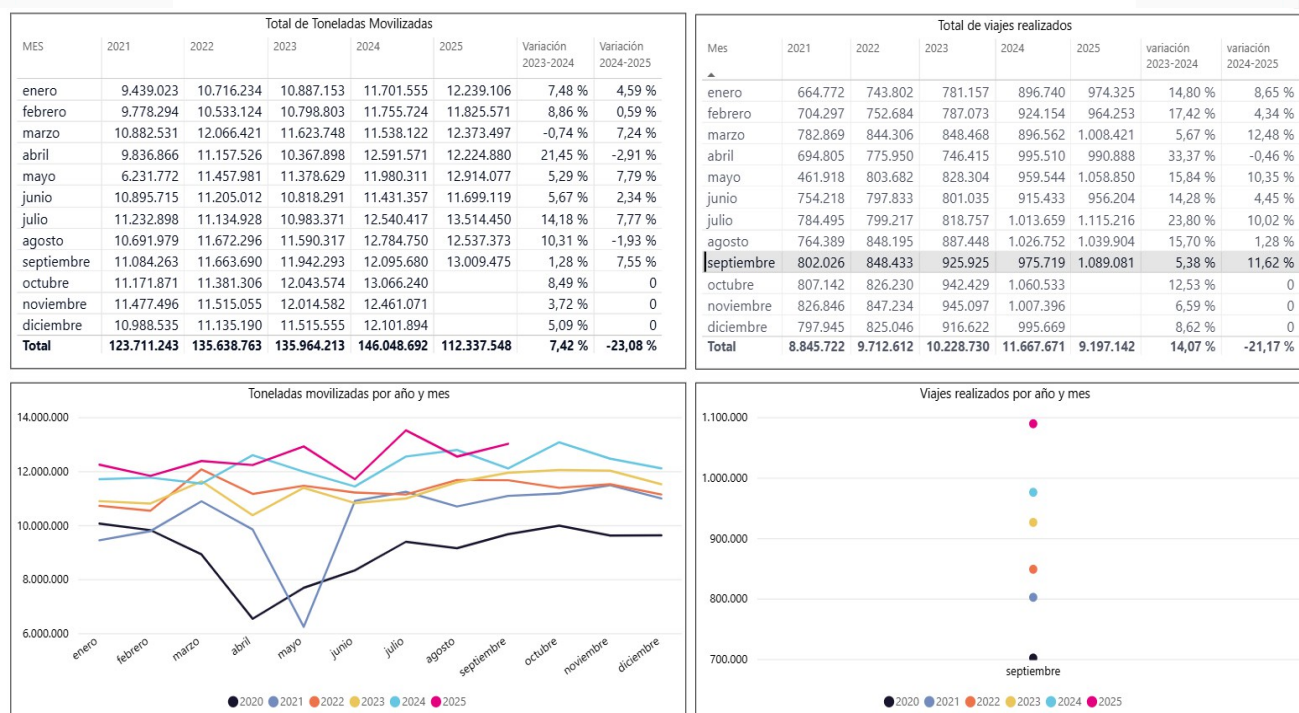 Total de Toneladas Movilizadas
MES 2021 2022 2023 2024 2025 Variación 2023-2024 Variación 2024-2025
enero 9.439.023 10.716.234 10.887.153 11.701.555 12.239.106 7,48 % 4,59 %
febrero 9.778.294 10.533.124 10.798.803 11.755.724 11.825.571 8,86 % 0,59 %
marzo 10.882.531 12.066.421 11.623.748 11.538.122 12.373.497 -0,74 % 7,24 %
abril 9.836.866 11.157.526 10.367.898 12.591.571 12.224.880 21,45 % -2,91 %
mayo 6.231.772 11.457.981 11.378.629 11.980.311 12.914.077 5,29 % 7,79 %
junio 10.895.715 11.205.012 10.818.291 11.431.357 11.699.119 5,67 % 2,34 %
julio 11.232.898 11.134.928 10.983.371 12.540.417 13.514.450 14,18 % 7,77 %
agosto 10.691.979 11.672.296 11.590.317 12.784.750 12.537.373 10,31 % -1,93 %
septiembre 11.084.263 11.663.690 11.942.293 12.095.680 13.009.475 1,28 % 7,55 %
octubre 11.171.871 11.381.306 12.043.574 13.066.240 8,49 % 0
noviembre 11.477.496 11.515.055 12.014.582 12.461.071 3,72 % 0
diciembre 10.988.535 11.135.190 11.515.555 12.101.894 5,09 % 0
Total 123.711.243 135.638.763 135.964.213 146.048.692 112.337.548 7,42 % -23,08 %
Total de viajes realizados
Mes 2021 2022 2023 2024 2025 variación 2023-2024 variación 2024-2025
enero 664.772 743.802 781.157 896.740 974.325 14,80 % 8,65 %
febrero 704.297 752.684 787.073 924.154 964.253 17,42 % 4,34 %
marzo 782.869 844.306 848.468 896.562 1.008.421 5,67 % 12,48 %
abril 694.805 775.950 746.415 995.510 990.888 33,37 % -0,46 %
mayo 461.918 803.682 828.304 959.544 1.058.850 15,84 % 10,35 %
junio 754.218 797.833 801.035 915.433 956.204 14,28 % 4,45 %
julio 784.495 799.217 818.757 1.013.659 1.115.216 23,80 % 10,02 %
agosto 764.389 848.195 887.448 1.026.752 1.039.904 15,70 % 1,28 %
septiembre 802.026 848.433 925.925 975.719 1.089.081 5,38 % 11,62 %
octubre 807.142 826.230 942.429 1.060.533 12,53 % 0
noviembre 826.846 847.234 945.097 1.007.396 6,59 % 0
diciembre 797.945 825.046 916.622 995.669 8,62 % 0
Total 8.845.722 9.712.612 10.228.730 11.667.671 9.197.142 14,07 % -21,17 %
Toneladas movilizadas por año y mes
14.000.000
12.000.000
10.000.000
8.000.000
6.000.000
enero febrero marzo abril mayo junio julio agosto septiembre octubre noviembre diciembre
2020 2021 2022 2023 2024 2025
Viajes realizados por año y mes
1.100.000
1.000.000
900.000
800.000
700.000
septiembre
2020 2021 2022 2023 2024 2025